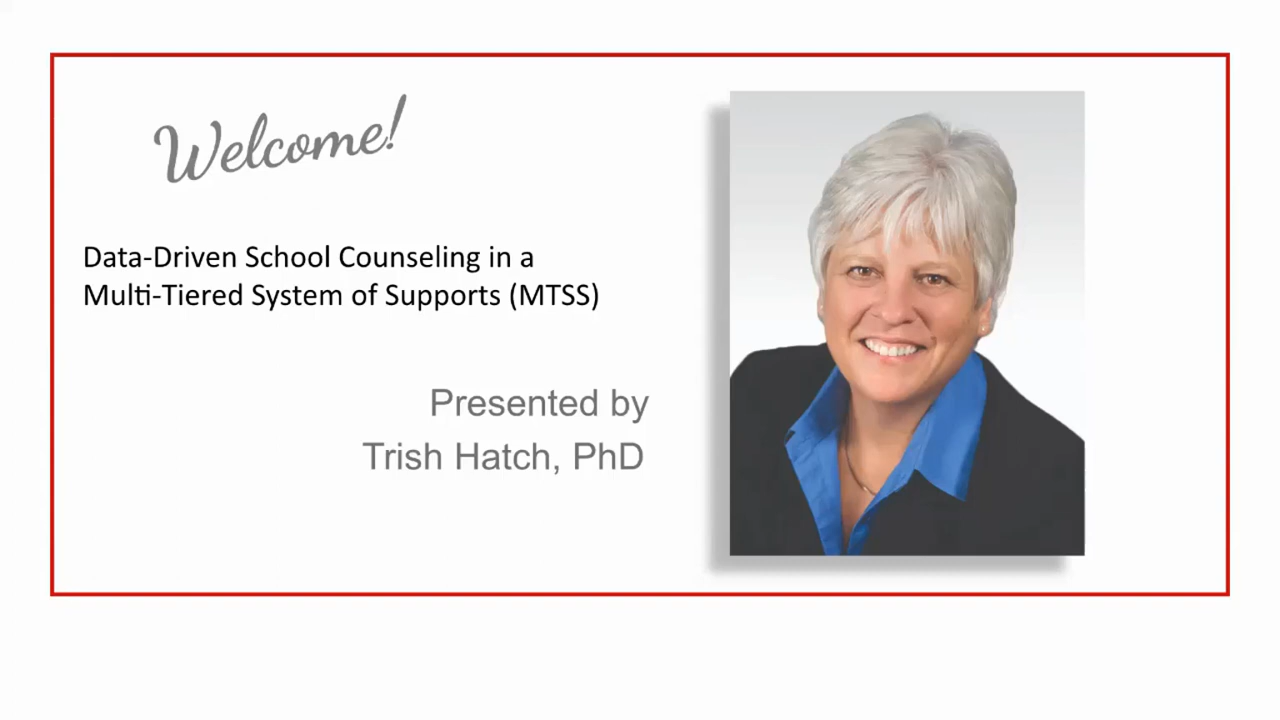 Welcome!
Data-Driven School Counseling in a
Multi-Tiered System of Supports (MTSS)
Presented by
Trish Hatch, PhD